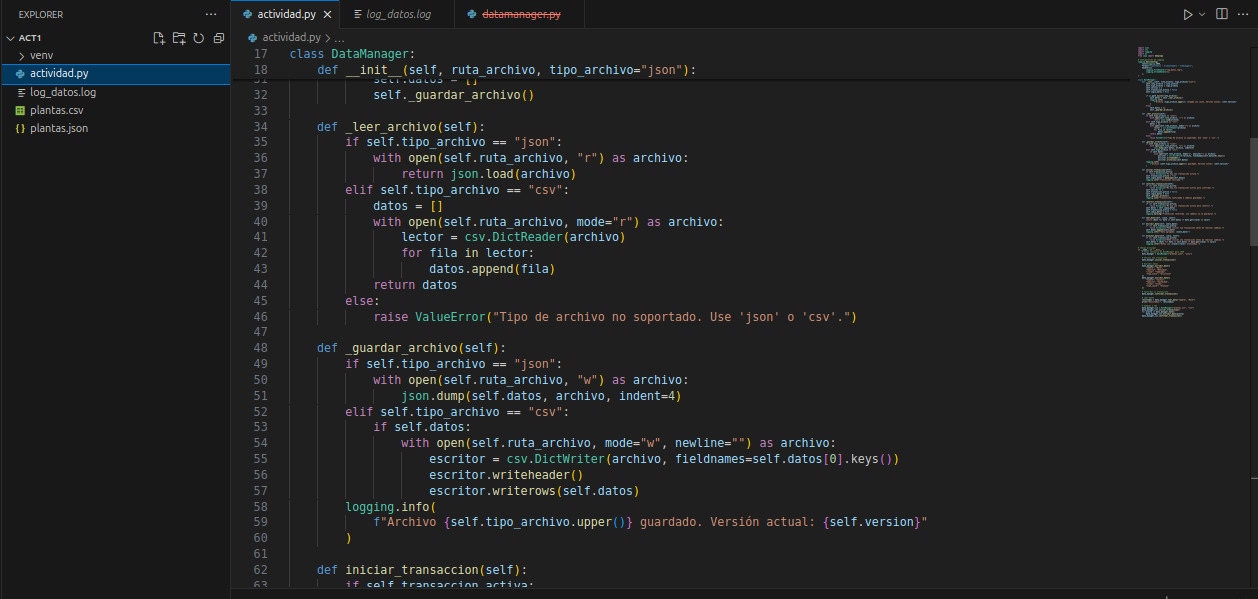 EXPLORER ...
actividad.py × log_datos.log datamanager.py
ACT1
actividad.py > ...
venv
actividad.py
log_datos.log
plantas.csv
plantas.json
17 class DataManager:
18 def __init__(self, ruta_archivo, tipo_archivo="json"):
31 self.datos = []
32 self._guardar_archivo()
33
34 def _leer_archivo(self):
35 if self.tipo_archivo == "json":
36 with open(self.ruta_archivo, "r") as archivo:
37 return json.load(archivo)
38 elif self.tipo_archivo == "csv":
39 datos = []
40 with open(self.ruta_archivo, mode="r") as archivo:
41 lector = csv.DictReader(archivo)
42 for fila in lector:
43 datos.append(fila)
44 return datos
45 else:
46 raise ValueError("Tipo de archivo no soportado. Use 'json' o 'csv'.")
47
48 def _guardar_archivo(self):
49 if self.tipo_archivo == "json":
50 with open(self.ruta_archivo, "w") as archivo:
51 json.dump(self.datos, archivo, indent=4)
52 elif self.tipo_archivo == "csv":
53 if self.datos:
54 with open(self.ruta_archivo, mode="w", newline="") as archivo:
55 escritor = csv.DictWriter(archivo, fieldnames=self.datos[0].keys())
56 escritor.writeheader()
57 escritor.writerows(self.datos)
58 logging.info(
59 f"Archivo {self.tipo_archivo.upper()} guardado. Versión actual: {self.version}"
60 )
61
62 def iniciar_transaccion(self):
63 if self.transaccion_activa: